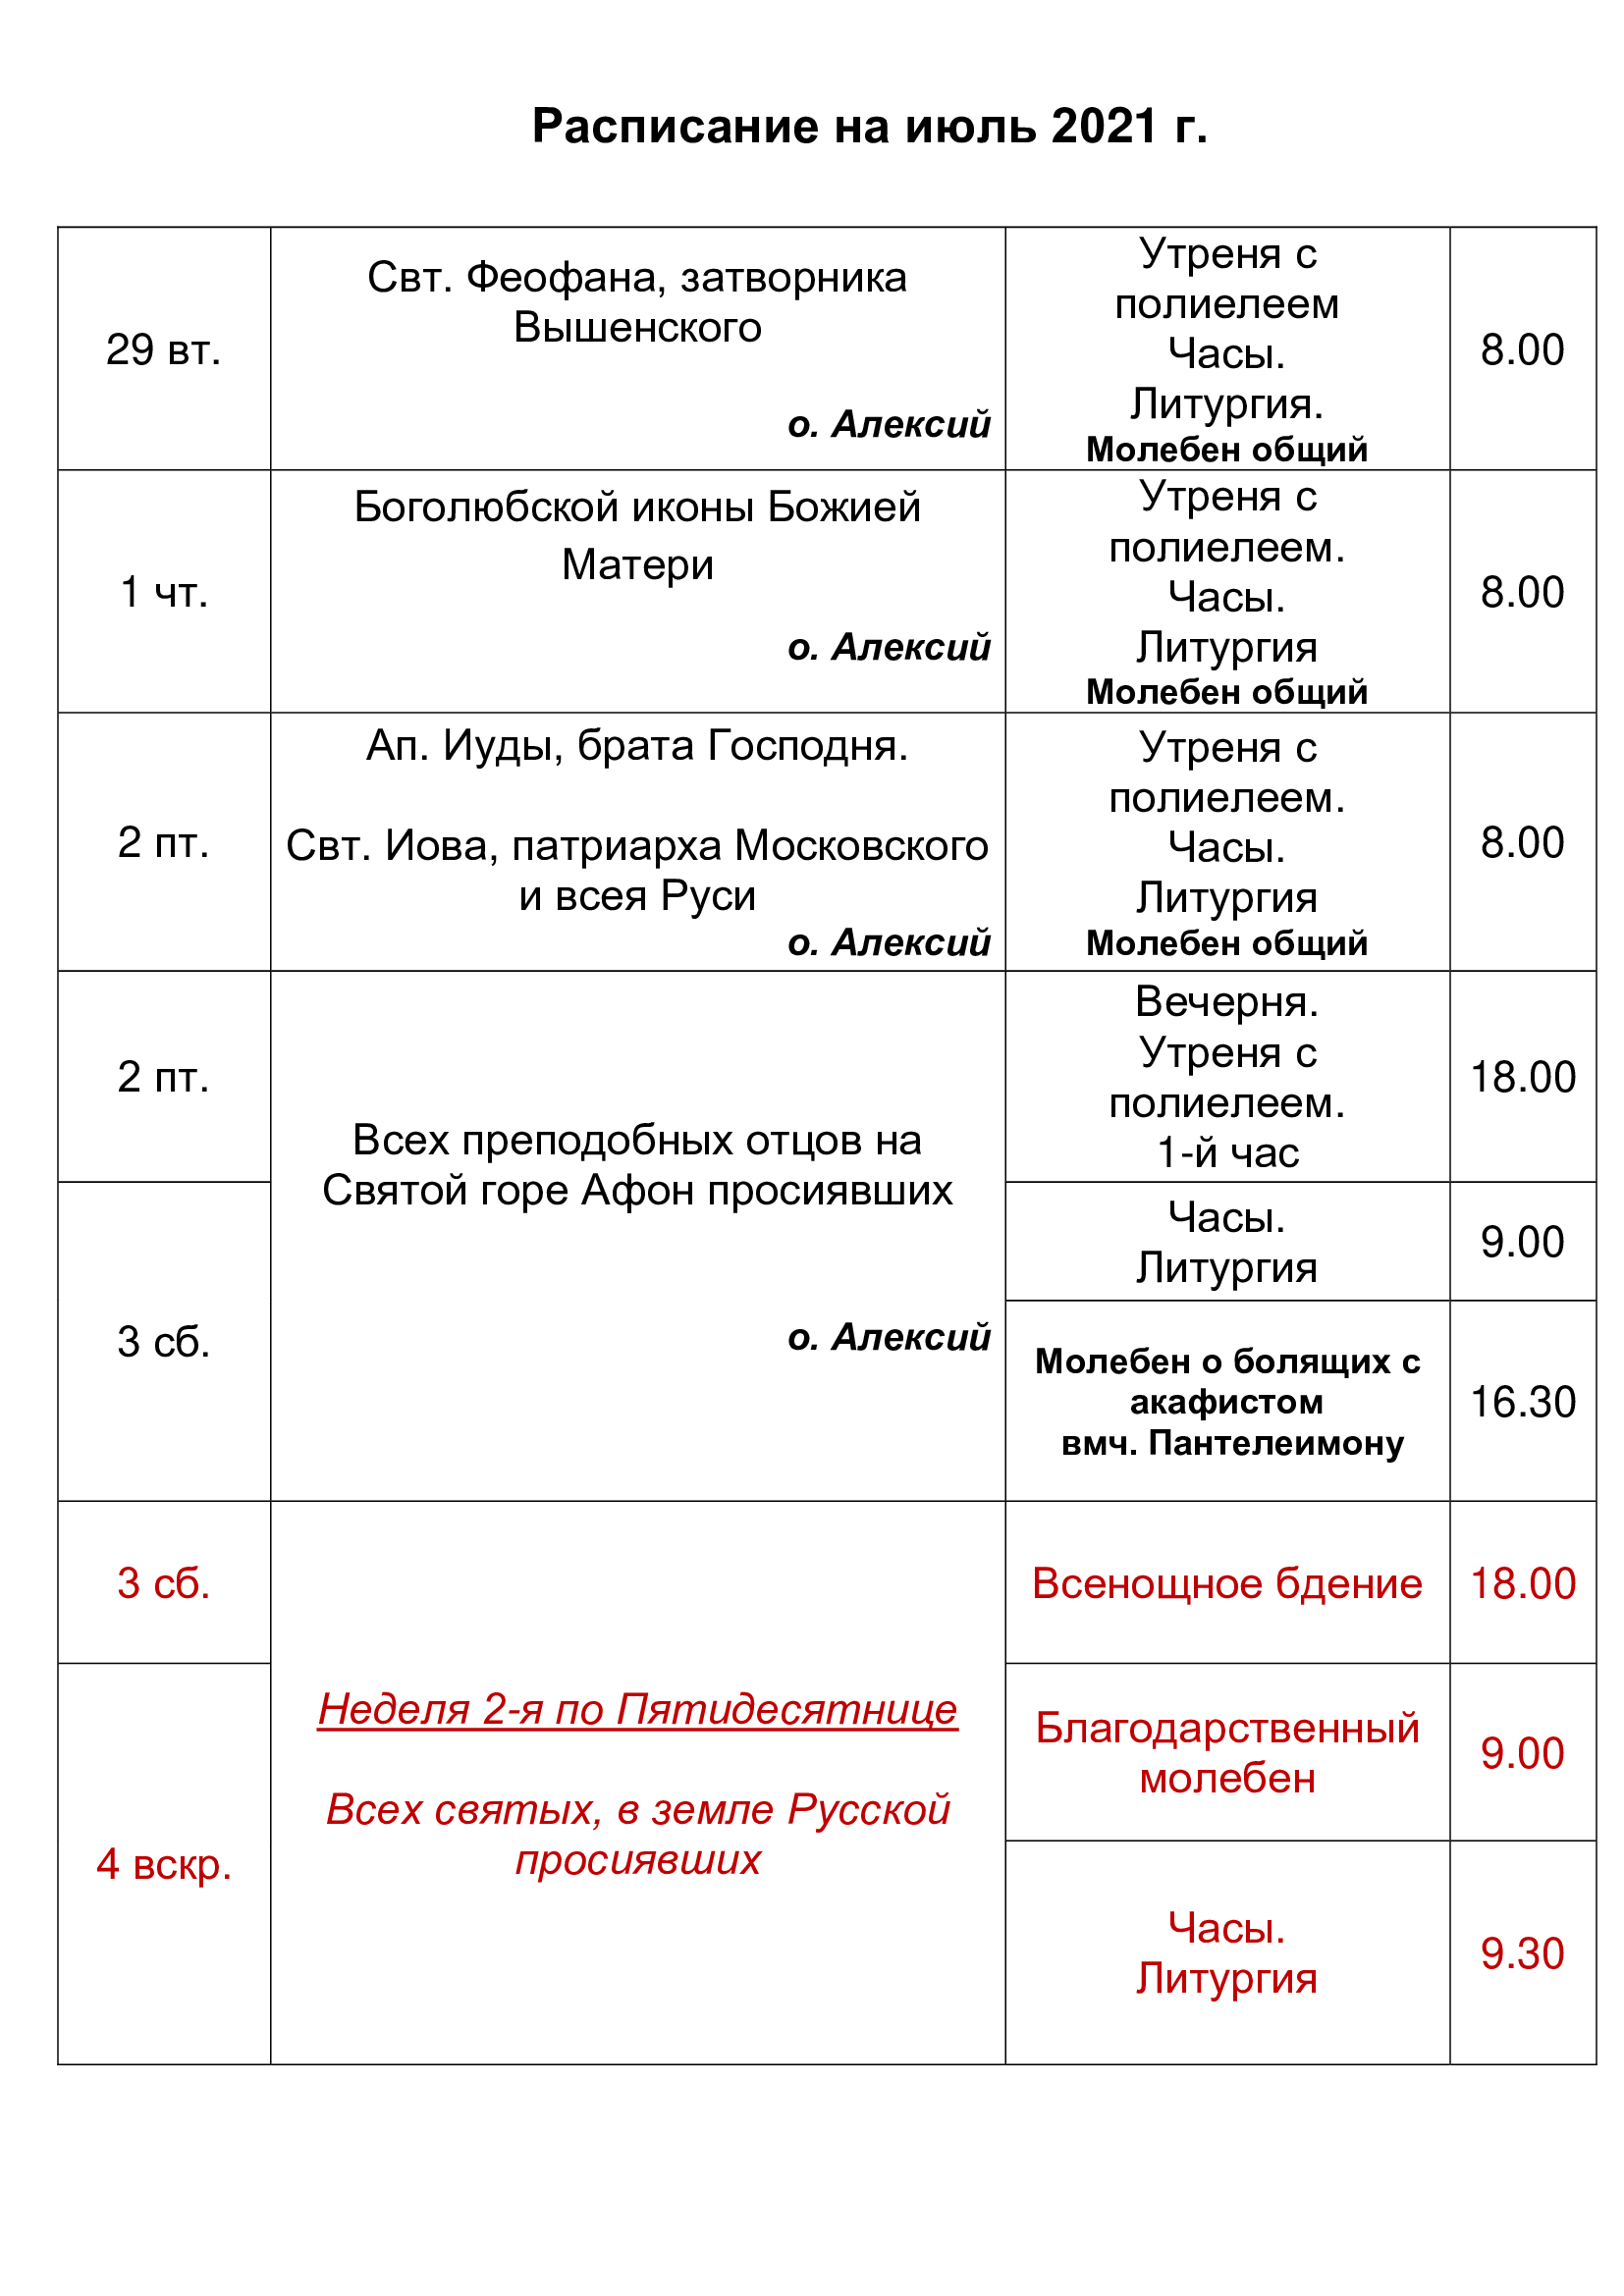 Расписание на июль 2021 г.
29 вт.
Свт. Феофана, затворника
Вышенского
о. Алексий
Утреня с
полиелеем
Часы.
Литургия.
Молебен общий
8.00
1 чт.
Боголюбской иконы Божией
Матери
о. Алексий
Утреня с
полиелеем.
Часы.
Литургия
Молебен общий
8.00
2 пт.
Ап. Иуды, брата Господня.
Свт. Иова, патриарха Московского
и всея Руси
о. Алексий
Утреня с
полиелеем.
Часы.
Литургия
Молебен общий
8.00
2 пт.
Всех преподобных отцов на
Святой горе Афон просиявших
о. Алексий
Вечерня.
Утреня с
полиелеем.
1-й час
18.00
3 сб.
Часы.
Литургия
9.00
Молебен о болящих с
акафистом
вмч. Пантелеимону
16.30
3 сб.
Неделя 2-я по Пятидесятнице
Всех святых, в земле Русской
просиявших
Всенощное бдение
18.00
4 вскр.
Благодарственный
молебен
9.00
Часы.
Литургия
9.30